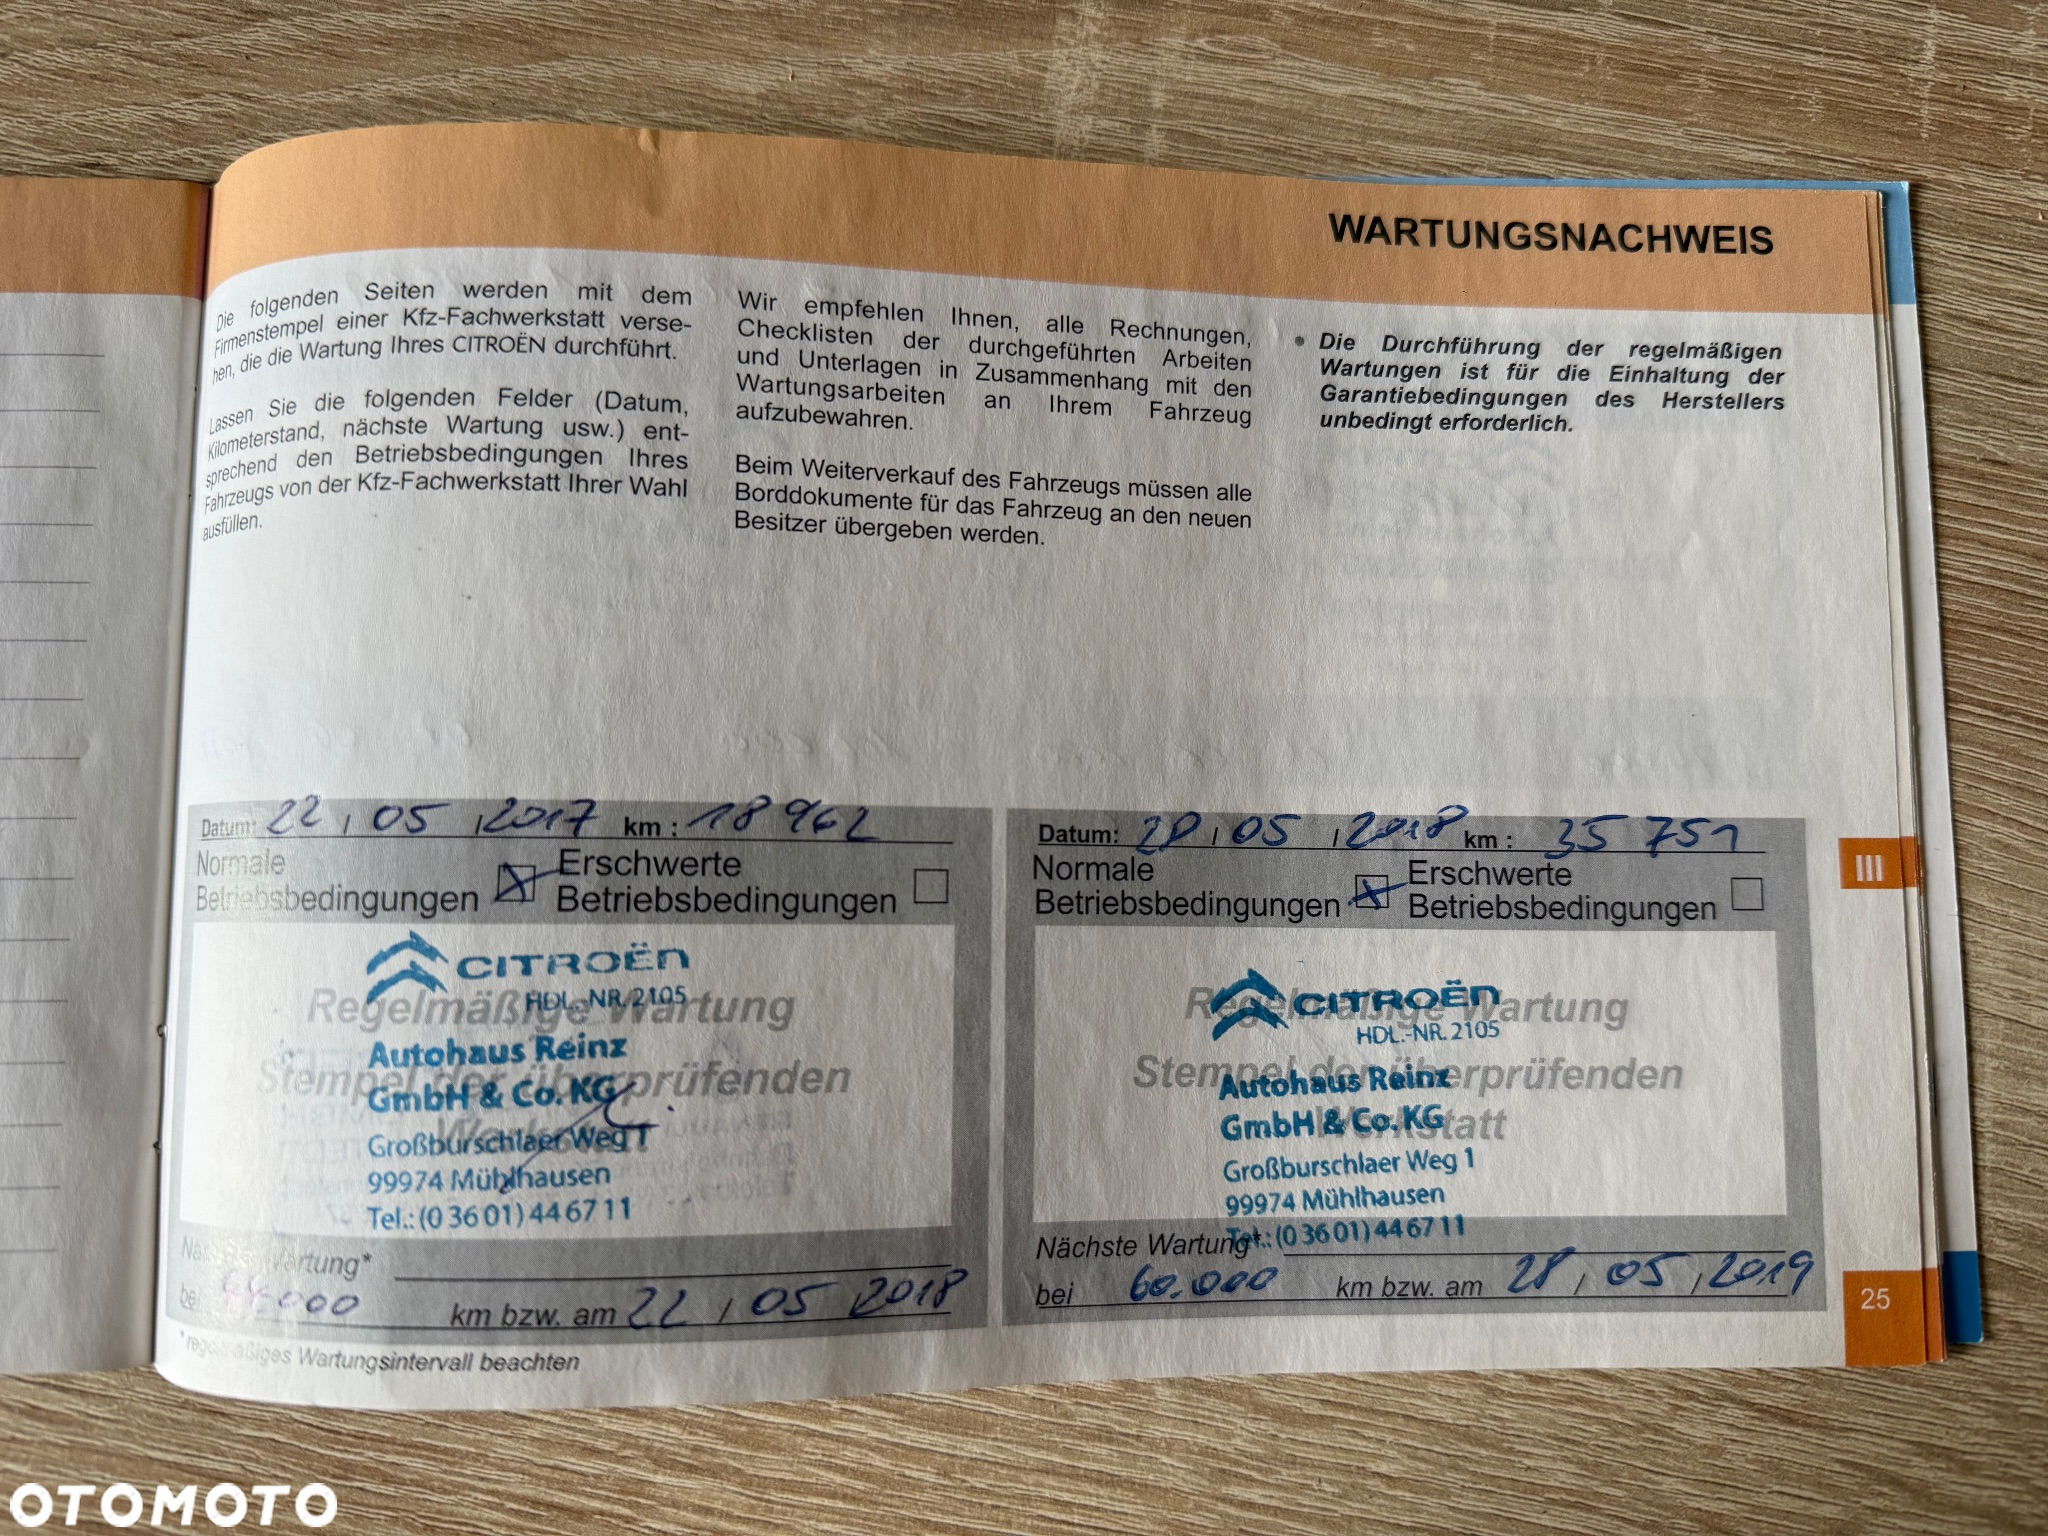 WARTUNGSNACHWEIS
Die folgenden Seiten werden mit dem
Firmenstempel einer Kfz-Fachwerkstatt verse-
hen, die die Wartung Ihres CITROËN durchführt.
Lassen Sie die folgenden Felder (Datum,
Kilometerstand, nächste Wartung usw.) ent-
sprechend den Betriebsbedingungen Ihres
Fahrzeugs von der Kfz-Fachwerkstatt Ihrer Wahl
ausfüllen.
Wir empfehlen Ihnen, alle Rechnungen,
Checklisten der durchgeführten Arbeiten
und Unterlagen in Zusammenhang mit den
Wartungsarbeiten an Ihrem Fahrzeug
aufzubewahren.
Beim Weiterverkauf des Fahrzeugs müssen alle
Borddokumente für das Fahrzeug an den neuen
Besitzer übergeben werden.
• Die Durchführung der regelmäßigen
Wartungen ist für die Einhaltung der
Garantiebedingungen des Herstellers
unbedingt erforderlich.
Datum: 22 / 05 / 2017 km : 18 962
Normale
Betriebsbedingungen
Erschwerte
Betriebsbedingungen
Regelmäßige Wartung
Stempel der überprüfenden
Werkstatt
CITROËN
HDL.-NR. 2105
Autohaus Reinz
GmbH & Co. KG
Großburschlaer Weg 1
99974 Mühlhausen
Tel.: (0 36 01) 44 67 11
Nächste Wartung*
bei 000 km bzw. am 22 / 05 2018
* regelmäßiges Wartungsintervall beachten
Datum: 28 / 05 / 2018 km : 35 751
Normale
Betriebsbedingungen
Erschwerte
Betriebsbedingungen
Regelmäßige Wartung
Stempel der überprüfenden
Werkstatt
CITROËN
HDL.-NR. 2105
Autohaus Reinz
GmbH & Co. KG
Großburschlaer Weg 1
99974 Mühlhausen
Tel.: (0 36 01) 44 67 11
Nächste Wartung*
bei 60.000 km bzw. am 28 / 05 / 2019
III
25
OTOMOTO